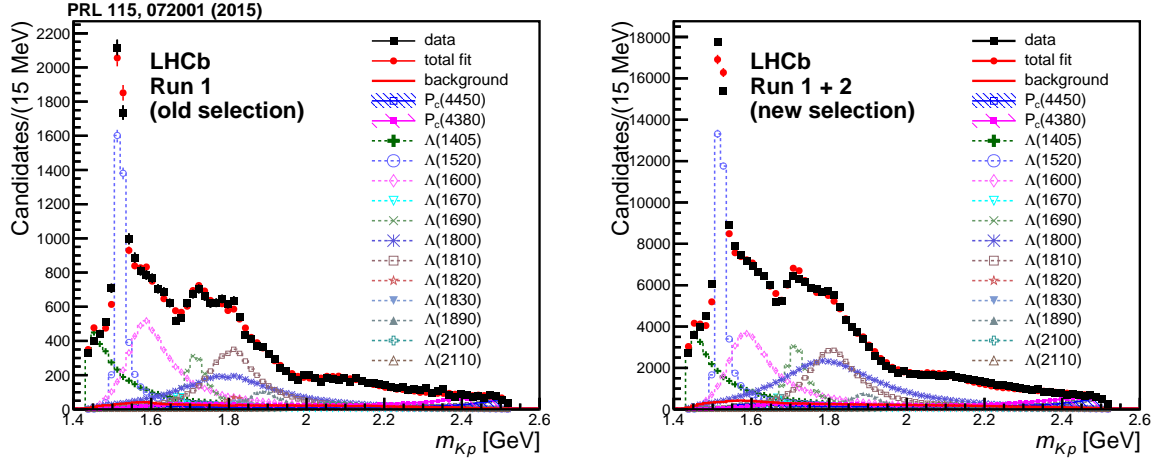 PRL 115, 072001 (2015)
Candidates/(15 MeV)
2200
2000
1800
1600
1400
1200
1000
800
600
400
200
0
LHCb
Run 1
(old selection)
data
total fit
background
P_c(4450)
P_c(4380)
Λ(1405)
Λ(1520)
Λ(1600)
Λ(1670)
Λ(1690)
Λ(1800)
Λ(1810)
Λ(1820)
Λ(1830)
Λ(1890)
Λ(2100)
Λ(2110)
1.4 1.6 1.8 2 2.2 2.4 2.6
m_{Kp} [GeV]
Candidates/(15 MeV)
18000
16000
14000
12000
10000
8000
6000
4000
2000
0
LHCb
Run 1 + 2
(new selection)
data
total fit
background
P_c(4450)
P_c(4380)
Λ(1405)
Λ(1520)
Λ(1600)
Λ(1670)
Λ(1690)
Λ(1800)
Λ(1810)
Λ(1820)
Λ(1830)
Λ(1890)
Λ(2100)
Λ(2110)
1.4 1.6 1.8 2 2.2 2.4 2.6
m_{Kp} [GeV]